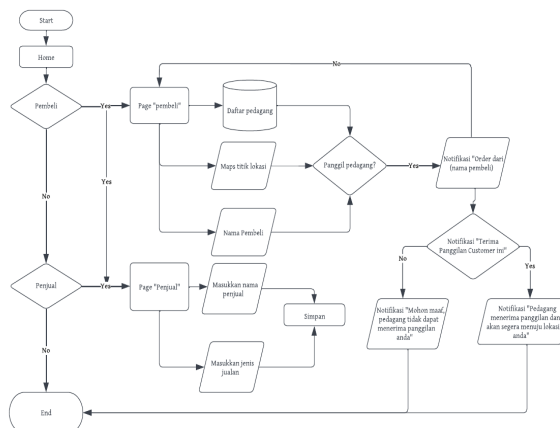 Start
Home
Pembeli
Yes
Page "pembeli"
Daftar pedagang
No
Maps titik lokasi
Panggil pedagang?
Yes
Notifikasi "Order dari
(nama pembeli)
Yes
No
Nama Pembeli
Notifikasi "Terima
Panggilan Customer ini"
No
Yes
Penjual
Yes
Page "Penjual"
Masukkan nama
penjual
Simpan
Notifikasi "Mohon maaf,
pedagang tidak dapat
menerima panggilan
anda"
Notifikasi "Pedagang
menerima panggilan dan
akan segera menuju lokasi
anda"
No
Masukkan jenis
jualan
End